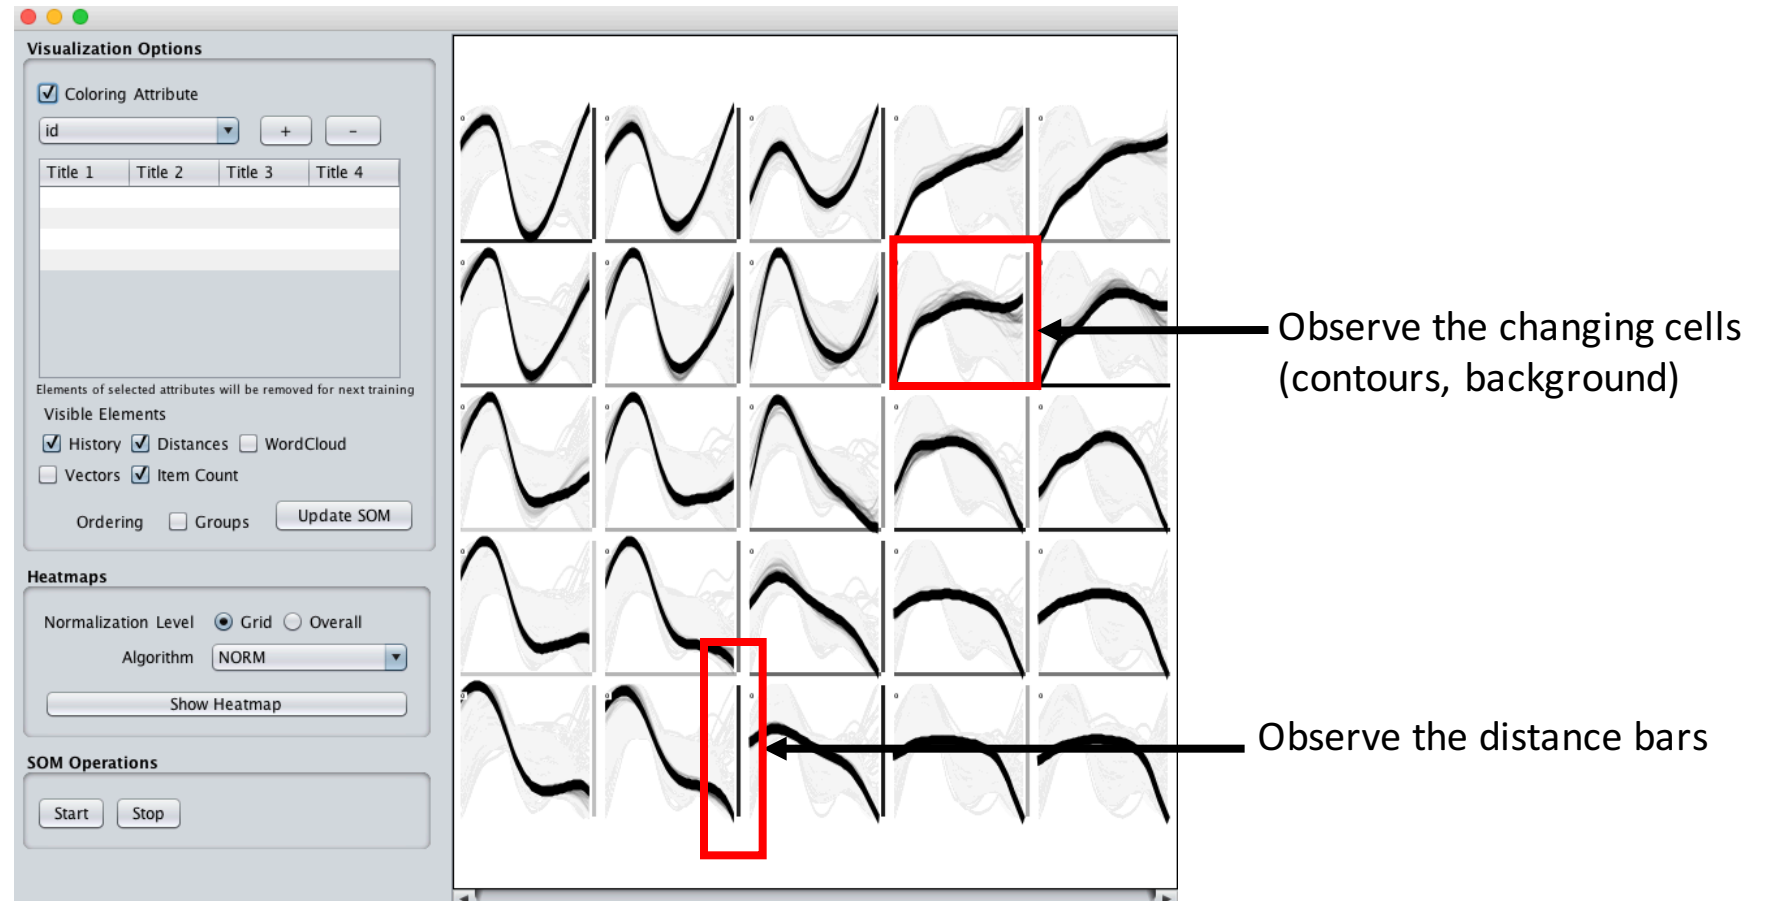 Visualization Options
Coloring Attribute
id
+
-
Title 1 Title 2 Title 3 Title 4
Elements of selected attributes will be removed for next training
Visible Elements
History Distances WordCloud
Vectors Item Count
Ordering Groups Update SOM
Heatmaps
Normalization Level Grid Overall
Algorithm NORM
Show Heatmap
SOM Operations
Start Stop
Observe the changing cells
(contours, background)
Observe the distance bars